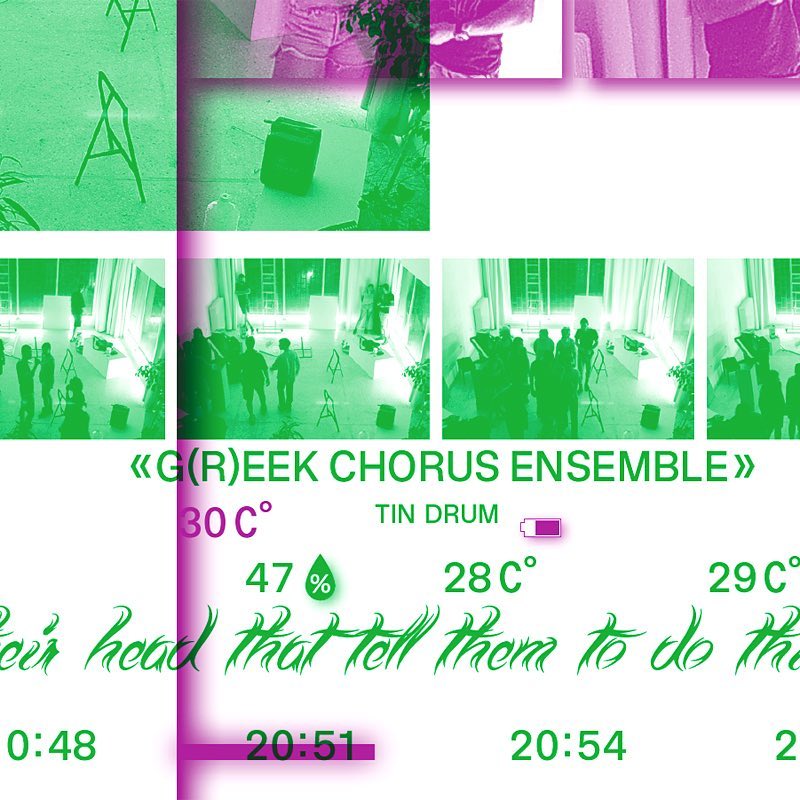 «G(R)EEK CHORUS ENSEMBLE»
30 C°
TIN DRUM
47 %
28 C°
29 C°
head that tell them to do
0:48
20:51
20:54
2